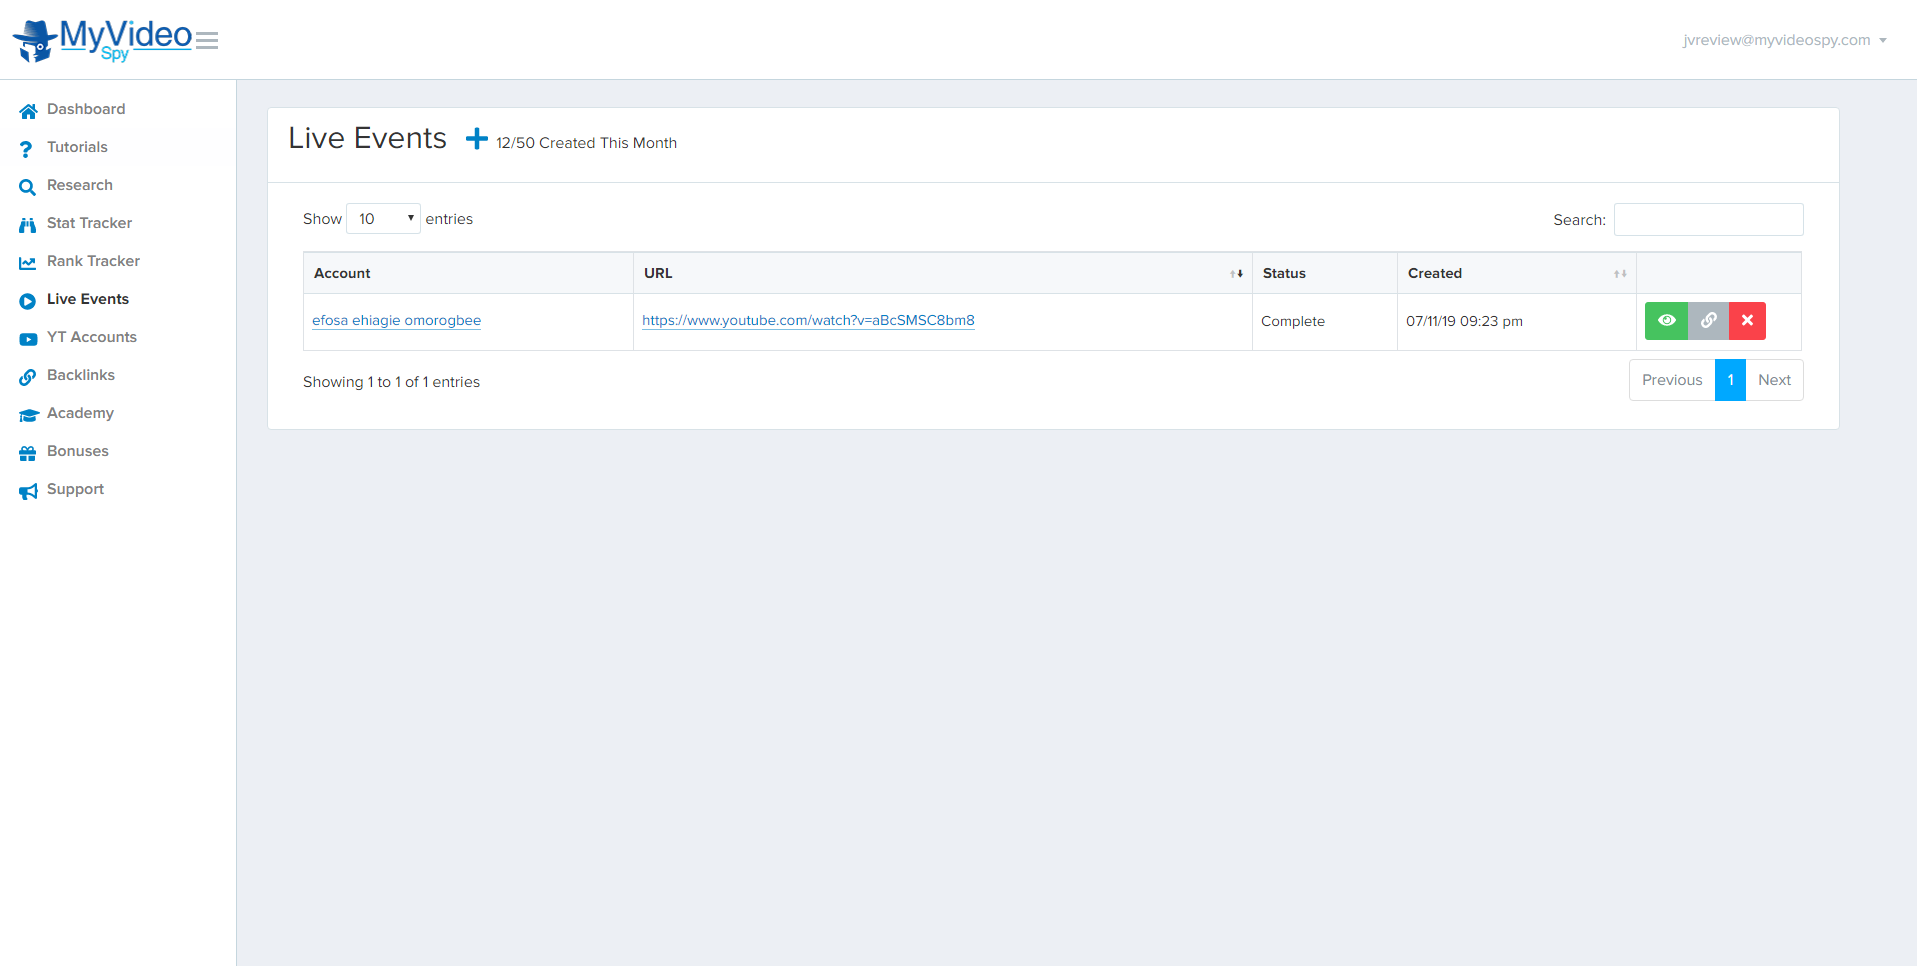 MyVideo
Spy
jvreview@myvideospy.com
Dashboard
Tutorials
Research
Stat Tracker
Rank Tracker
Live Events
YT Accounts
Backlinks
Academy
Bonuses
Support
Live Events 12/50 Created This Month
Show 10 entries
Search:
Account URL Status Created
efosa ehiagie omorogbee https://www.youtube.com/watch?v=aBcSMSC8bm8 Complete 07/11/19 09:23 pm
Showing 1 to 1 of 1 entries
Previous 1 Next